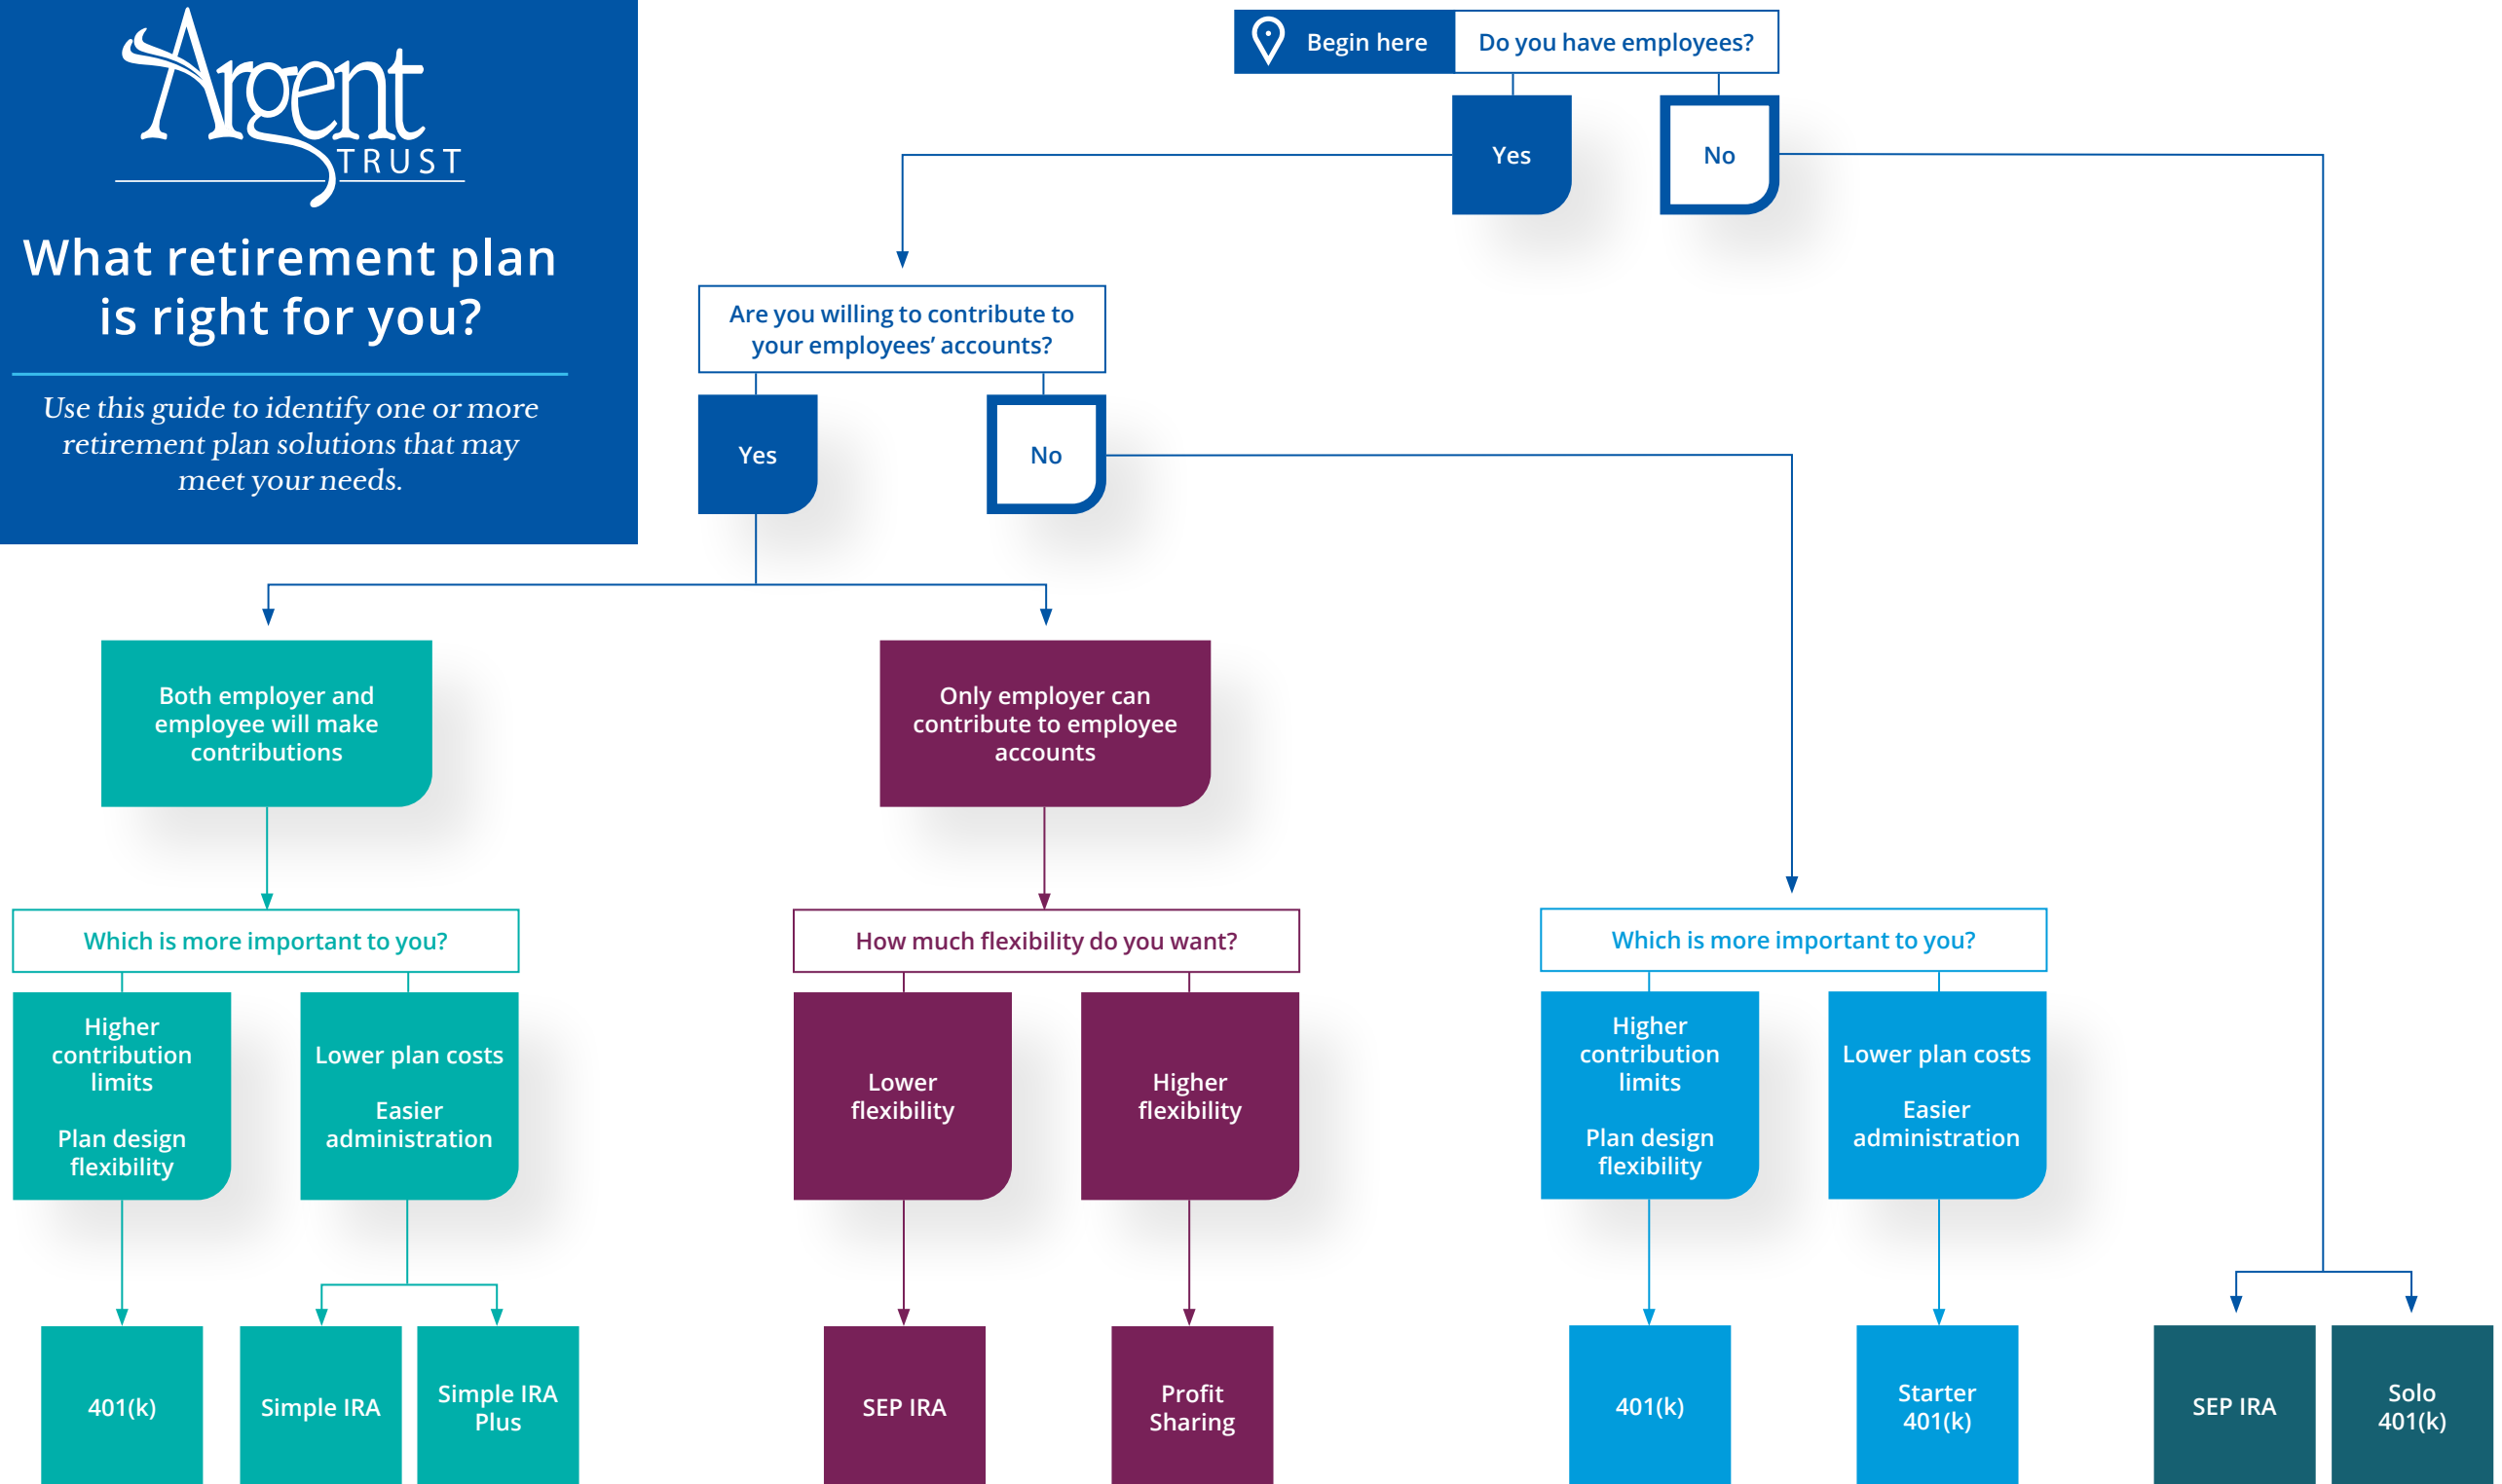 Argent
TRUST
What retirement plan
is right for you?
Use this guide to identify one or more
retirement plan solutions that may
meet your needs.
Begin here
Do you have employees?
Yes
No
Are you willing to contribute to
your employees’ accounts?
Yes
No
Both employer and
employee will make
contributions
Only employer can
contribute to employee
accounts
Which is more important to you?
Higher
contribution
limits
Plan design
flexibility
Lower plan costs
Easier
administration
How much flexibility do you want?
Lower
flexibility
Higher
flexibility
Which is more important to you?
Higher
contribution
limits
Plan design
flexibility
Lower plan costs
Easier
administration
401(k)
Simple IRA
Simple IRA
Plus
SEP IRA
Profit
Sharing
401(k)
Starter
401(k)
SEP IRA
Solo
401(k)